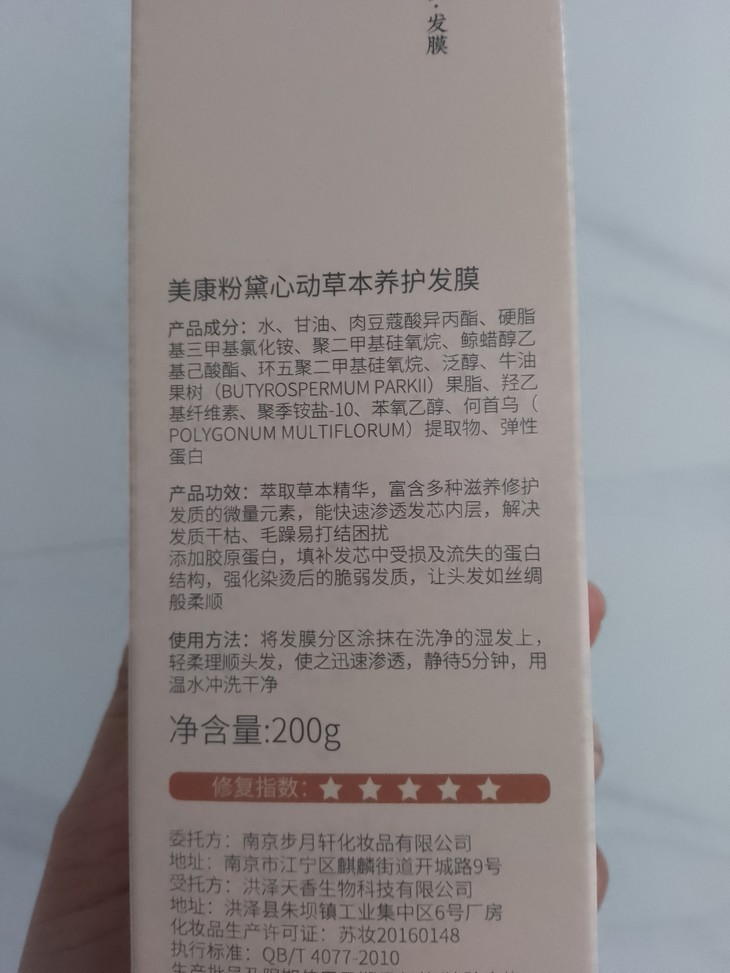 ·发膜
美康粉黛心动草本养护发膜
产品成分：水、甘油、肉豆蔻酸异丙酯、硬脂
基三甲基氯化铵、聚二甲基硅氧烷、鲸蜡醇乙
基己酸酯、环五聚二甲基硅氧烷、泛醇、牛油
果树（BUTYROSPERMUM PARKII）果脂、羟乙
基纤维素、聚季铵盐-10、苯氧乙醇、何首乌（
POLYGONUM MULTIFLORUM）提取物、弹性
蛋白
产品功效：萃取草本精华，富含多种滋养修护
发质的微量元素，能快速渗透发芯内层，解决
发质干枯、毛躁易打结困扰
添加胶原蛋白，填补发芯中受损及流失的蛋白
结构，强化染烫后的脆弱发质，让头发如丝绸
般柔顺
使用方法：将发膜分区涂抹在洗净的湿发上，
轻柔理顺头发，使之迅速渗透，静待5分钟，用
温水冲洗干净
净含量:200g
修复指数：★★★★★
委托方：南京步月轩化妆品有限公司
地址：南京市江宁区麒麟街道开城路9号
受托方：洪泽天香生物科技有限公司
地址：洪泽县朱坝镇工业集中区6号厂房
化妆品生产许可证：苏妆20160148
执行标准：QB/T 4077-2010